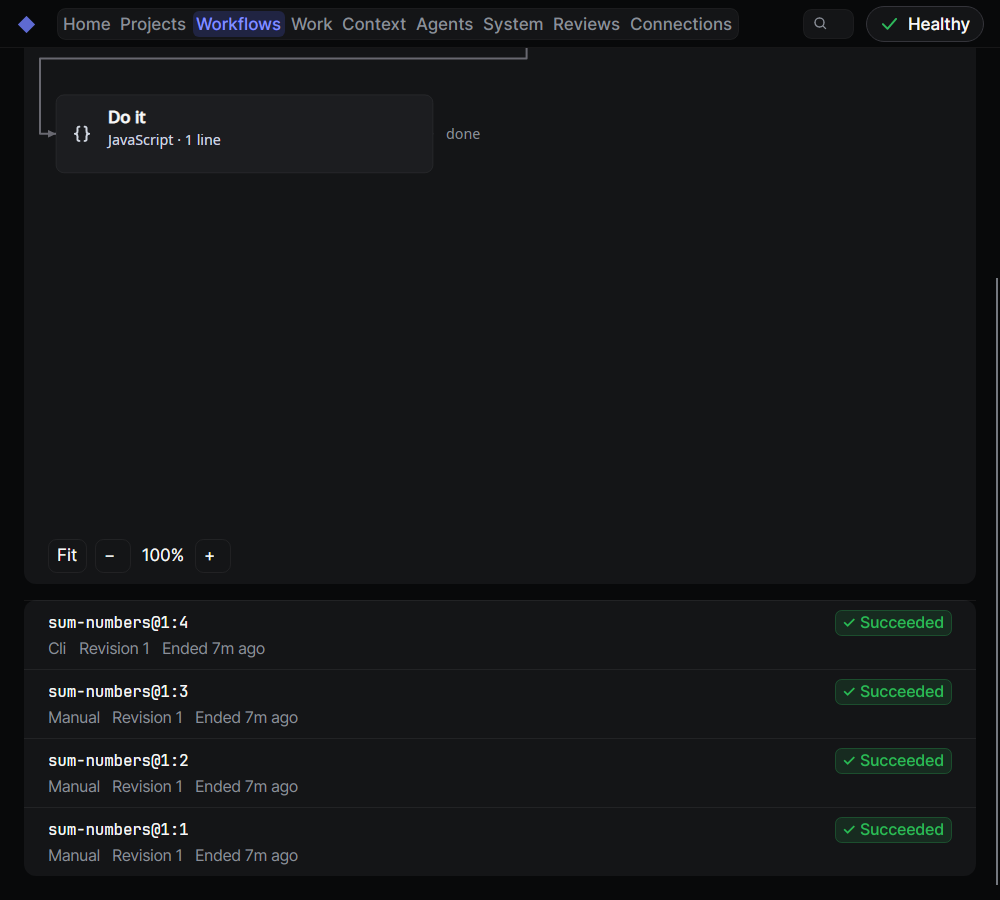 Home Projects Workflows Work Context Agents System Reviews Connections Healthy
Do it
{} JavaScript · 1 line
done
Fit − 100% +
sum-numbers@1:4 Succeeded
Cli Revision 1 Ended 7m ago
sum-numbers@1:3 Succeeded
Manual Revision 1 Ended 7m ago
sum-numbers@1:2 Succeeded
Manual Revision 1 Ended 7m ago
sum-numbers@1:1 Succeeded
Manual Revision 1 Ended 7m ago